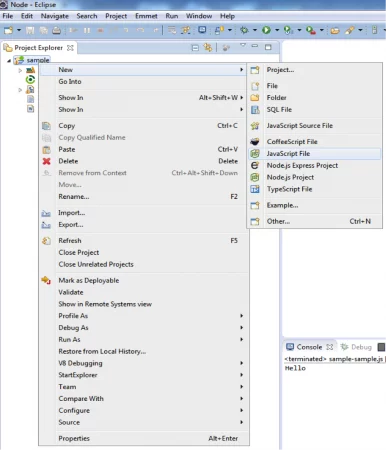 Node - Eclipse
File Edit Navigate Search Project Emmet Run Window Help
Project Explorer
sample
New
Go Into
Show In Alt+Shift+W
Show In
Copy Ctrl+C
Copy Qualified Name
Paste Ctrl+V
Delete Delete
Remove from Context Ctrl+Alt+Shift+Down
Move...
Rename... F2
Import...
Export...
Refresh F5
Close Project
Close Unrelated Projects
Mark as Deployable
Validate
Show in Remote Systems view
Profile As
Debug As
Run As
Restore from Local History...
V8 Debugging
StartExplorer
Team
Compare With
Configure
Source
Properties Alt+Enter
Project...
File
Folder
SQL File
JavaScript Source File
CoffeeScript File
JavaScript File
Node.js Express Project
Node.js Project
TypeScript File
Example...
Other... Ctrl+N
Console Debug
<terminated> sample-sample.js
Hello